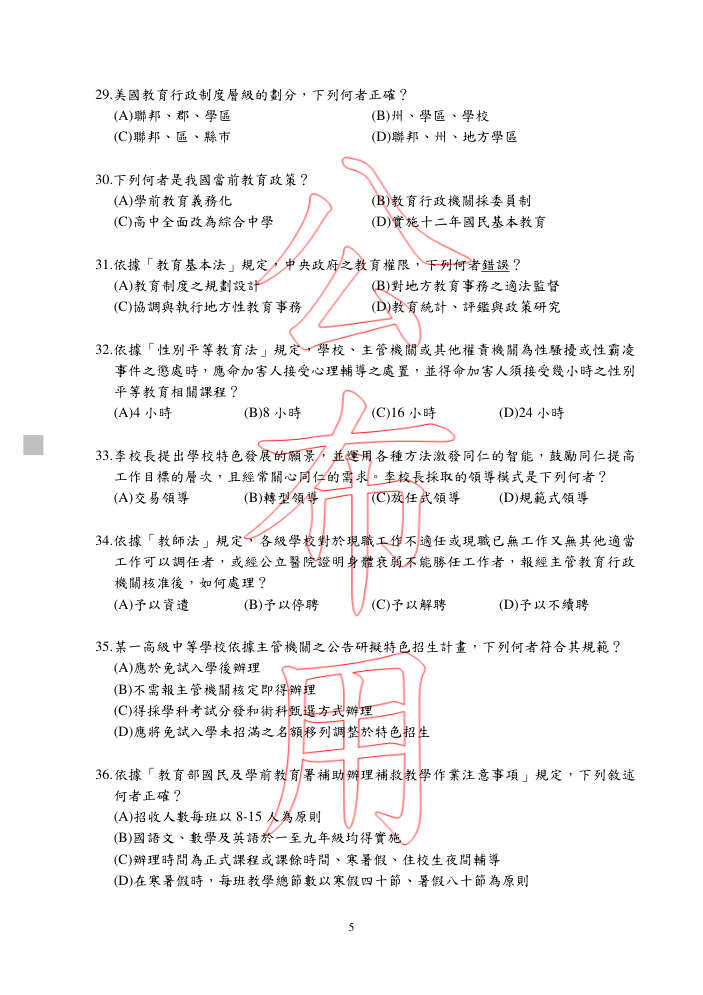 29.美國教育行政制度層級的劃分，下列何者正確？
(A)聯邦、郡、學區 (B)州、學區、學校
(C)聯邦、區、縣市 (D)聯邦、州、地方學區
30.下列何者是我國當前教育政策？
(A)學前教育義務化 (B)教育行政機關採委員制
(C)高中全面改為綜合中學 (D)實施十二年國民基本教育
31.依據「教育基本法」規定，中央政府之教育權限，下列何者錯誤？
(A)教育制度之規劃設計 (B)對地方教育事務之適法監督
(C)協調與執行地方性教育事務 (D)教育統計、評鑑與政策研究
32.依據「性別平等教育法」規定，學校、主管機關或其他權責機關為性騷擾或性霸凌
事件之懲處時，應命加害人接受心理輔導之處置，並得命加害人須接受幾小時之性別
平等教育相關課程？
(A)4 小時 (B)8 小時 (C)16 小時 (D)24 小時
33.李校長提出學校特色發展的願景，並運用各種方法激發同仁的智能，鼓勵同仁提高
工作目標的層次，且經常關心同仁的需求。李校長採取的領導模式是下列何者？
(A)交易領導 (B)轉型領導 (C)放任式領導 (D)規範式領導
34.依據「教師法」規定，各級學校對於現職工作不適任或現職已無工作又無其他適當
工作可以調任者，或經公立醫院證明身體衰弱不能勝任工作者，報經主管教育行政
機關核准後，如何處理？
(A)予以資遣 (B)予以停聘 (C)予以解聘 (D)予以不續聘
35.某一高級中等學校依據主管機關之公告研擬特色招生計畫，下列何者符合其規範？
(A)應於免試入學後辦理
(B)不需報主管機關核定即得辦理
(C)得採學科考試分發和術科甄選方式辦理
(D)應將免試入學未招滿之名額移列調整於特色招生
36.依據「教育部國民及學前教育署補助辦理補救教學作業注意事項」規定，下列敘述
何者正確？
(A)招收人數每班以 8-15 人為原則
(B)國語文、數學及英語於一至九年級均得實施
(C)辦理時間為正式課程或課餘時間、寒暑假、住校生夜間輔導
(D)在寒暑假時，每班教學總節數以寒假四十節、暑假八十節為原則
5
公布用